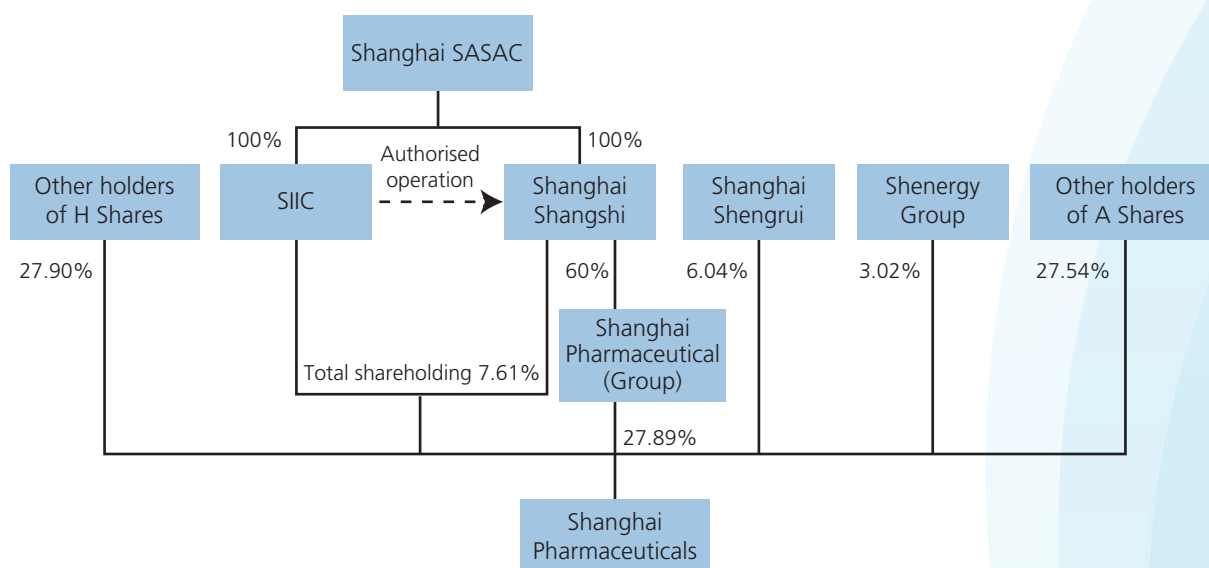 Shanghai SASAC
100%
100%
Authorised
operation
Other holders
of H Shares
SIIC
Shanghai
Shangshi
Shanghai
Shengrui
Shenergy
Group
Other holders
of A Shares
27.90%
60%
6.04%
3.02%
27.54%
Shanghai
Pharmaceutical
(Group)
Total shareholding 7.61%
27.89%
Shanghai
Pharmaceuticals